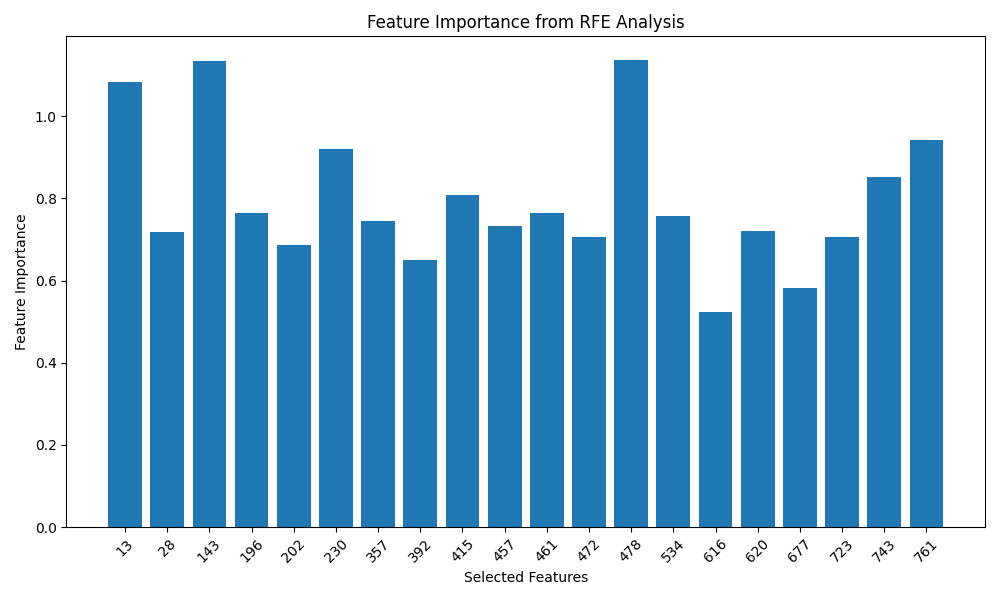 Feature Importance from RFE Analysis
Feature Importance
1.0
0.8
0.6
0.4
0.2
0.0
13 28 143 196 202 230 357 392 415 457 461 472 478 534 616 620 677 723 743 761
Selected Features